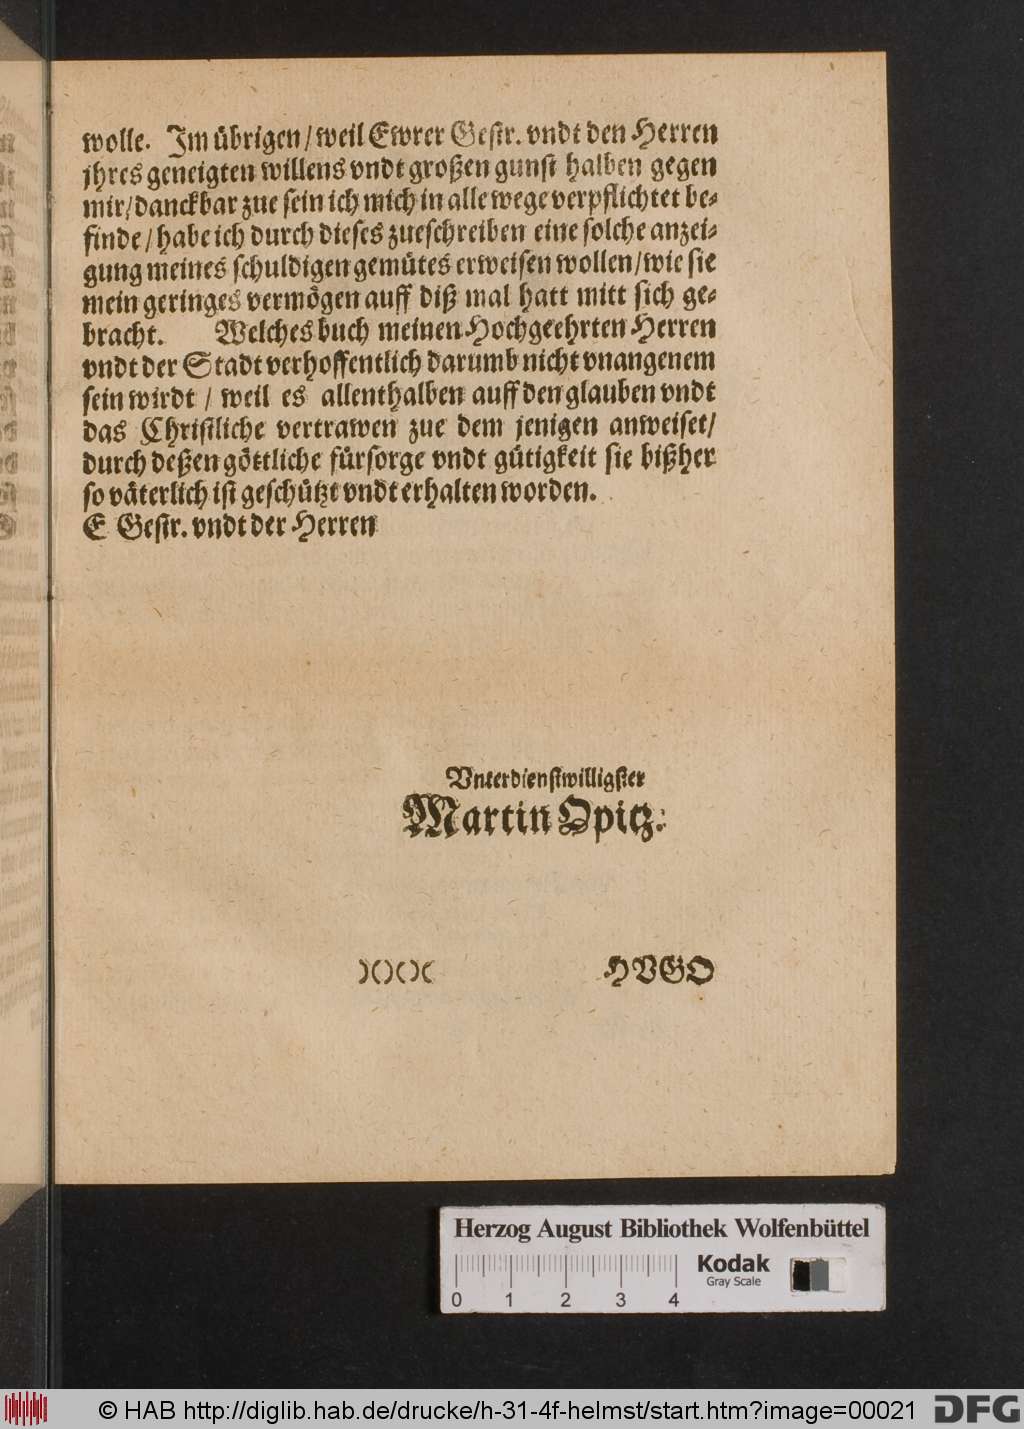 wolle. Im übrigen/ weil Ewrer Gestr. vndt den Herren
jhres geneigten willens vndt großen gunst halben gegen
mir/ danckbar zue sein ich mich in alle wege verpflichtet be-
finde/ habe ich durch dieses zueschreiben eine solche anzei-
gung meines schuldigen gemütes erweisen wollen/ wie sie
mein geringes vermögen auff diß mal hatt mitt sich ge-
bracht. Welches buch meinen Hochgeehrten Herren
vndt der Stadt verhoffentlich darumb nicht vnangenem
sein wirdt / weil es allenthalben auff den glauben vndt
das Christliche vertrawen zue dem jenigen anweiset/
durch deßen göttliche fürsorge vndt gütigkeit sie bißher
so väterlich ist geschützt vndt erhalten worden.
E Gestr. vndt der Herren
Vnterdienstwilligster
Martin Opitz.
)()()( HVGO
Herzog August Bibliothek Wolfenbüttel
Kodak
Gray Scale
0 1 2 3 4
© HAB http://diglib.hab.de/drucke/h-31-4f-helmst/start.htm?image=00021 DFG